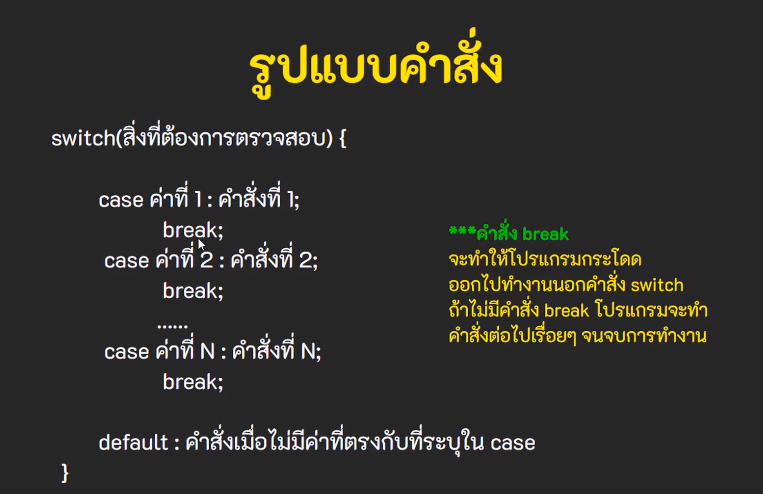 รูปแบบคำสั่ง
switch(สิ่งที่ต้องการตรวจสอบ) {
case ค่าที่ 1 : คำสั่งที่ 1;
break;
case ค่าที่ 2 : คำสั่งที่ 2;
break;
......
case ค่าที่ N : คำสั่งที่ N;
break;
default : คำสั่งเมื่อไม่มีค่าที่ตรงกับที่ระบุใน case
}
***คำสั่ง break
จะทำให้โปรแกรมกระโดด
ออกไปทำงานนอกคำสั่ง switch
ถ้าไม่มีคำสั่ง break โปรแกรมจะทำ
คำสั่งต่อไปเรื่อยๆ จนจบการทำงาน